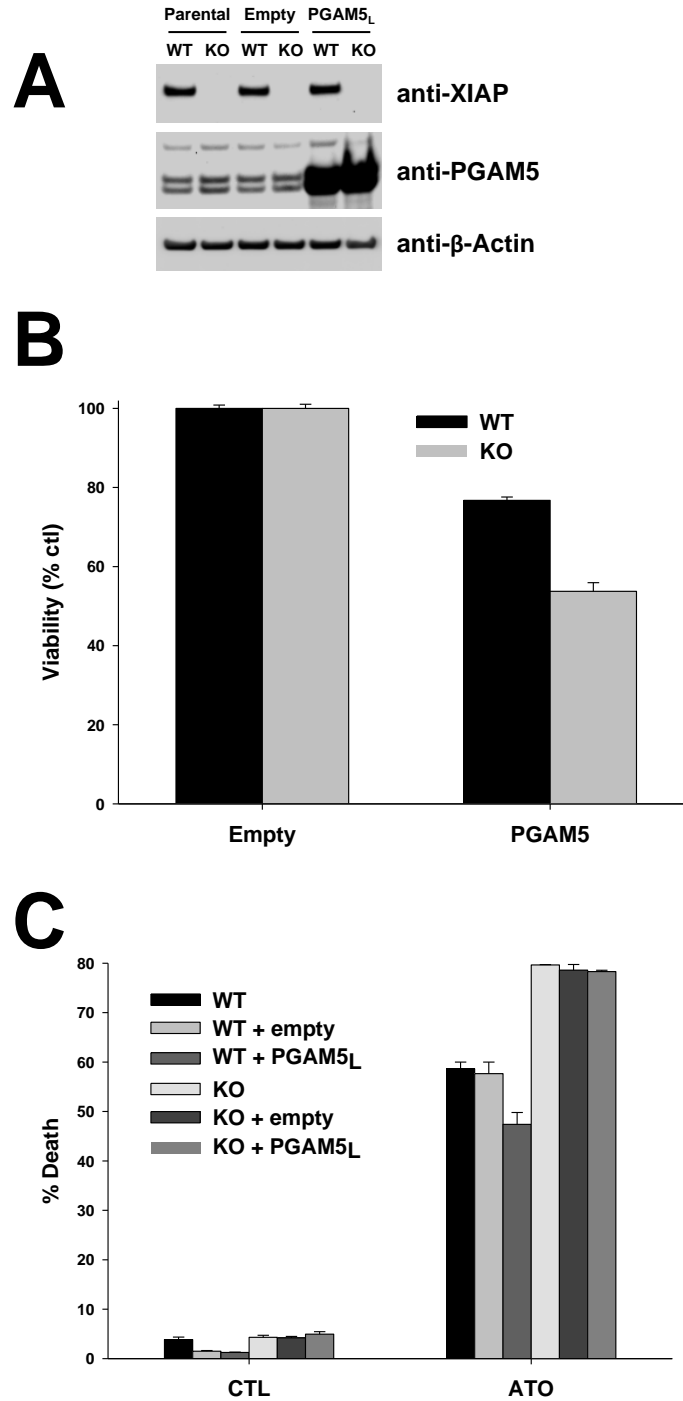 A
Parental Empty PGAM5L
WT KO WT KO WT KO
anti-XIAP
anti-PGAM5
anti-β-Actin
B
Viability (% ctl)
100
80
60
40
20
0
WT
KO
Empty PGAM5
C
% Death
80
70
60
50
40
30
20
10
0
WT
WT + empty
WT + PGAM5L
KO
KO + empty
KO + PGAM5L
CTL ATO